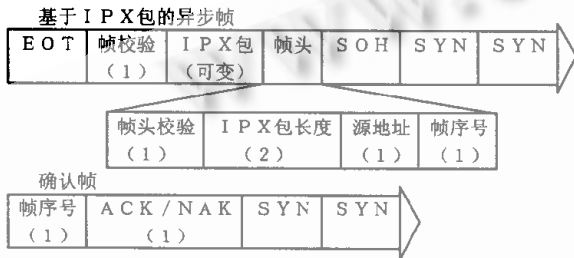 基于IPX包的异步帧
EOT 帧校验 IPX包 帧头 SOH SYN SYN
(1) (可变)
帧头校验 IPX包长度 源地址 帧序号
(1) (2) (1) (1)
确认帧
帧序号 ACK/NAK SYN SYN
(1) (1)